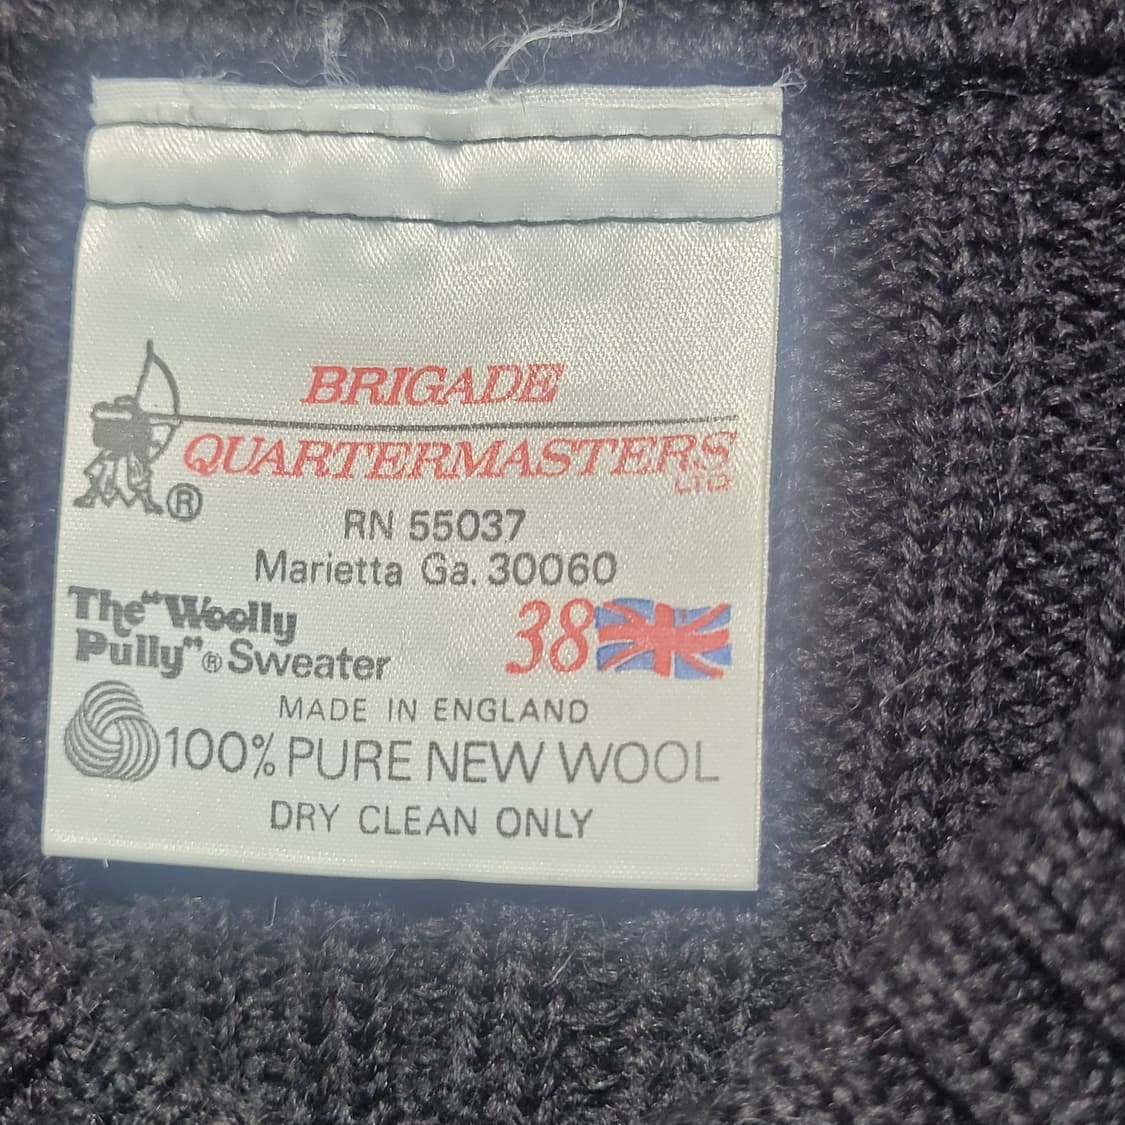 BRIGADE
QUARTERMASTERS
LTD
®
RN 55037
Marietta Ga. 30060
The "Woolly
Pully"® Sweater
38
MADE IN ENGLAND
100% PURE NEW WOOL
DRY CLEAN ONLY